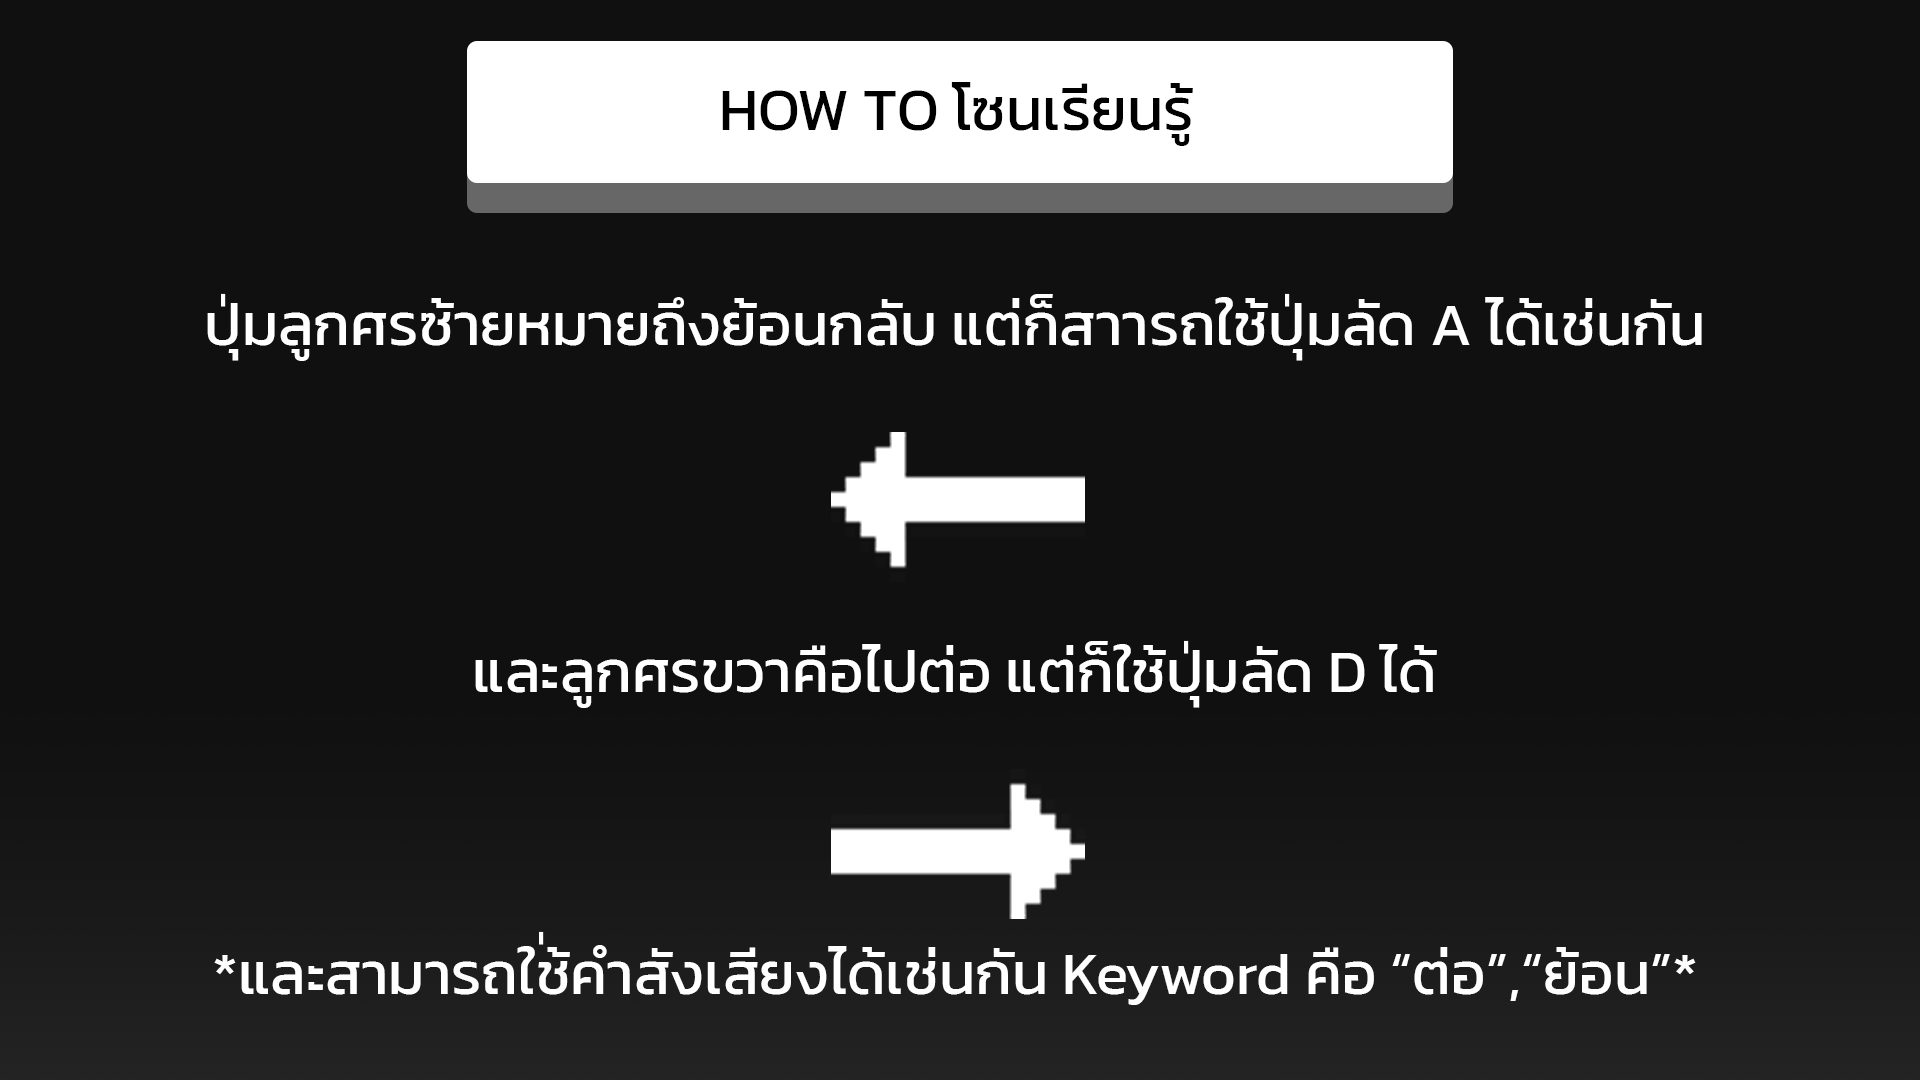 HOW TO โซนเรียนรู้
ปุ่มลูกศรซ้ายหมายถึงย้อนกลับ แต่ก็สาารถใช้ปุ่มลัด A ได้เช่นกัน
และลูกศรขวาคือไปต่อ แต่ก็ใช้ปุ่มลัด D ได้
*และสามารถใช่้คำสังเสียงได้เช่นกัน Keyword คือ “ต่อ”,“ย้อน”*